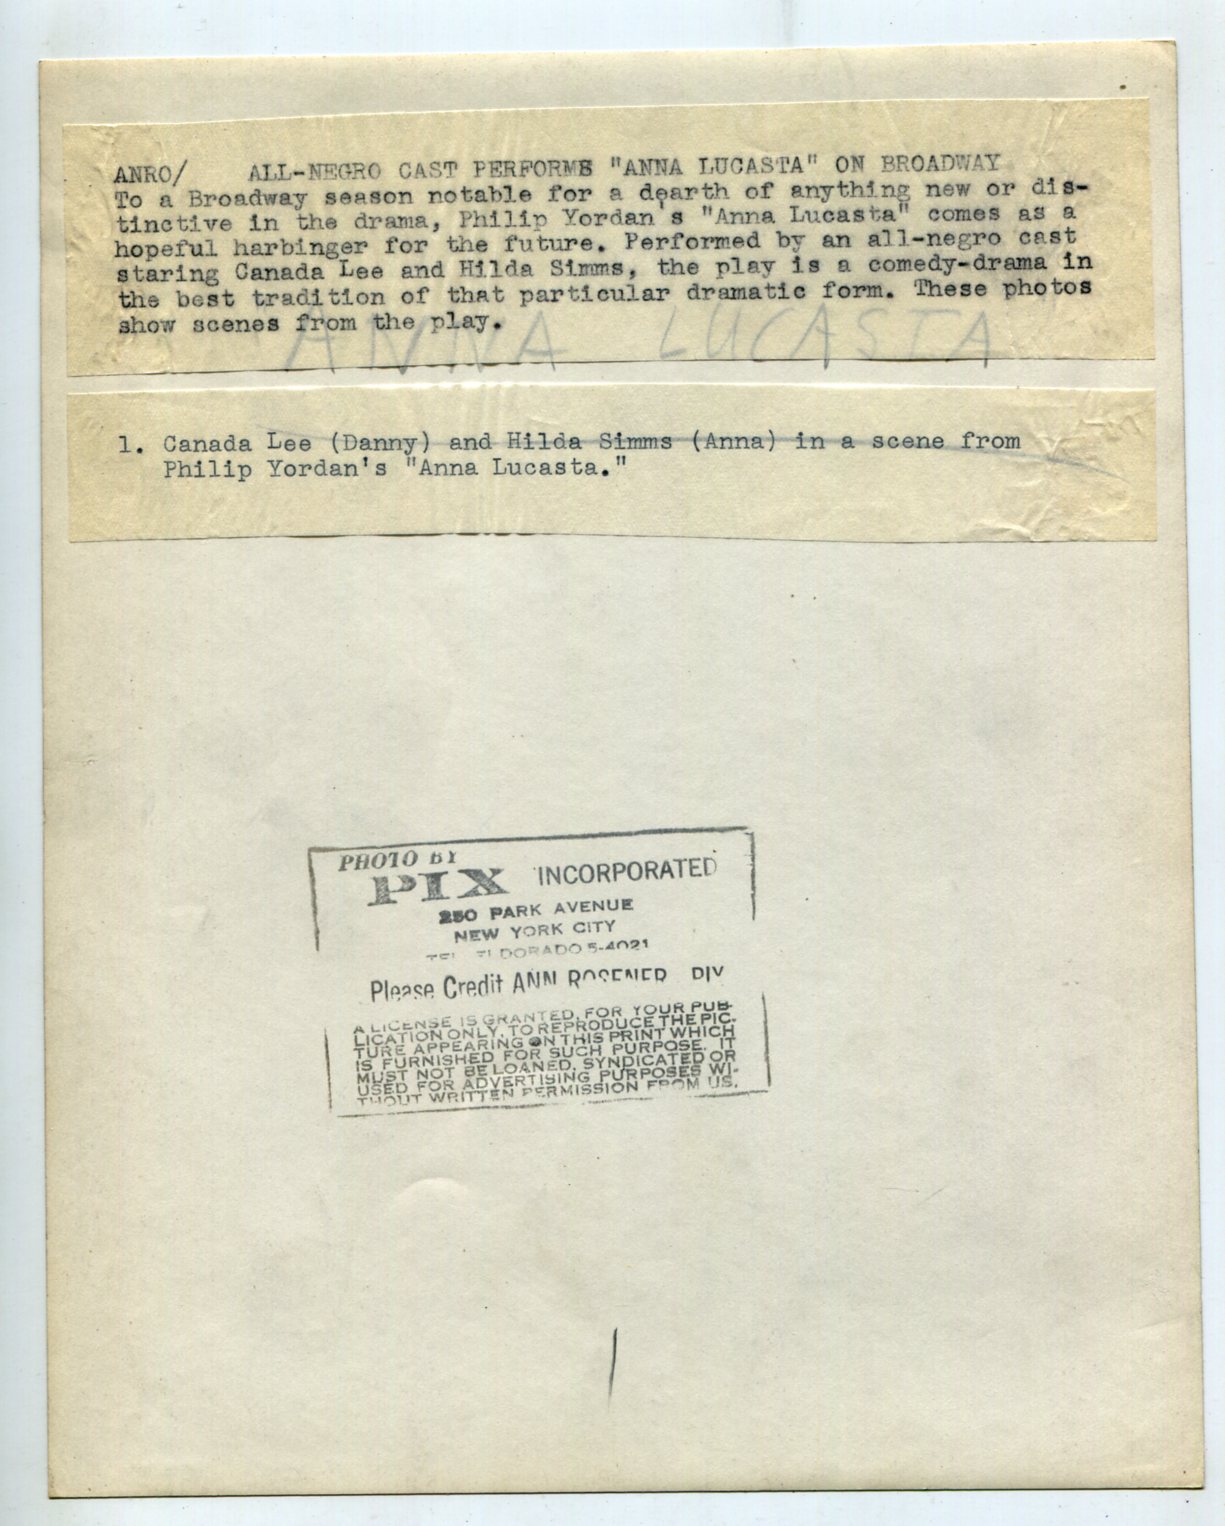 ANRO/ ALL-NEGRO CAST PERFORMS "ANNA LUCASTA" ON BROADWAY
To a Broadway season notable for a dearth of anything new or dis-
tinctive in the drama, Philip Yordan's "Anna Lucasta" comes as a
hopeful harbinger for the future. Performed by an all-negro cast
staring Canada Lee and Hilda Simms, the play is a comedy-drama in
the best tradition of that particular dramatic form. These photos
show scenes from the play.
ANNA LUCASTA
1. Canada Lee (Danny) and Hilda Simms (Anna) in a scene from
Philip Yordan's "Anna Lucasta."
PHOTO BY
PIX INCORPORATED
250 PARK AVENUE
NEW YORK CITY
TEL. ELDORADO 5-4021
Please Credit ANN ROSENER PIX
A LICENSE IS GRANTED, FOR YOUR PUB-
LICATION ONLY, TO REPRODUCE THE PIC-
TURE APPEARING ON THIS PRINT WHICH
IS FURNISHED FOR SUCH PURPOSE. IT
MUST NOT BE LOANED, SYNDICATED OR
USED FOR ADVERTISING PURPOSES WI-
THOUT WRITTEN PERMISSION FROM US.